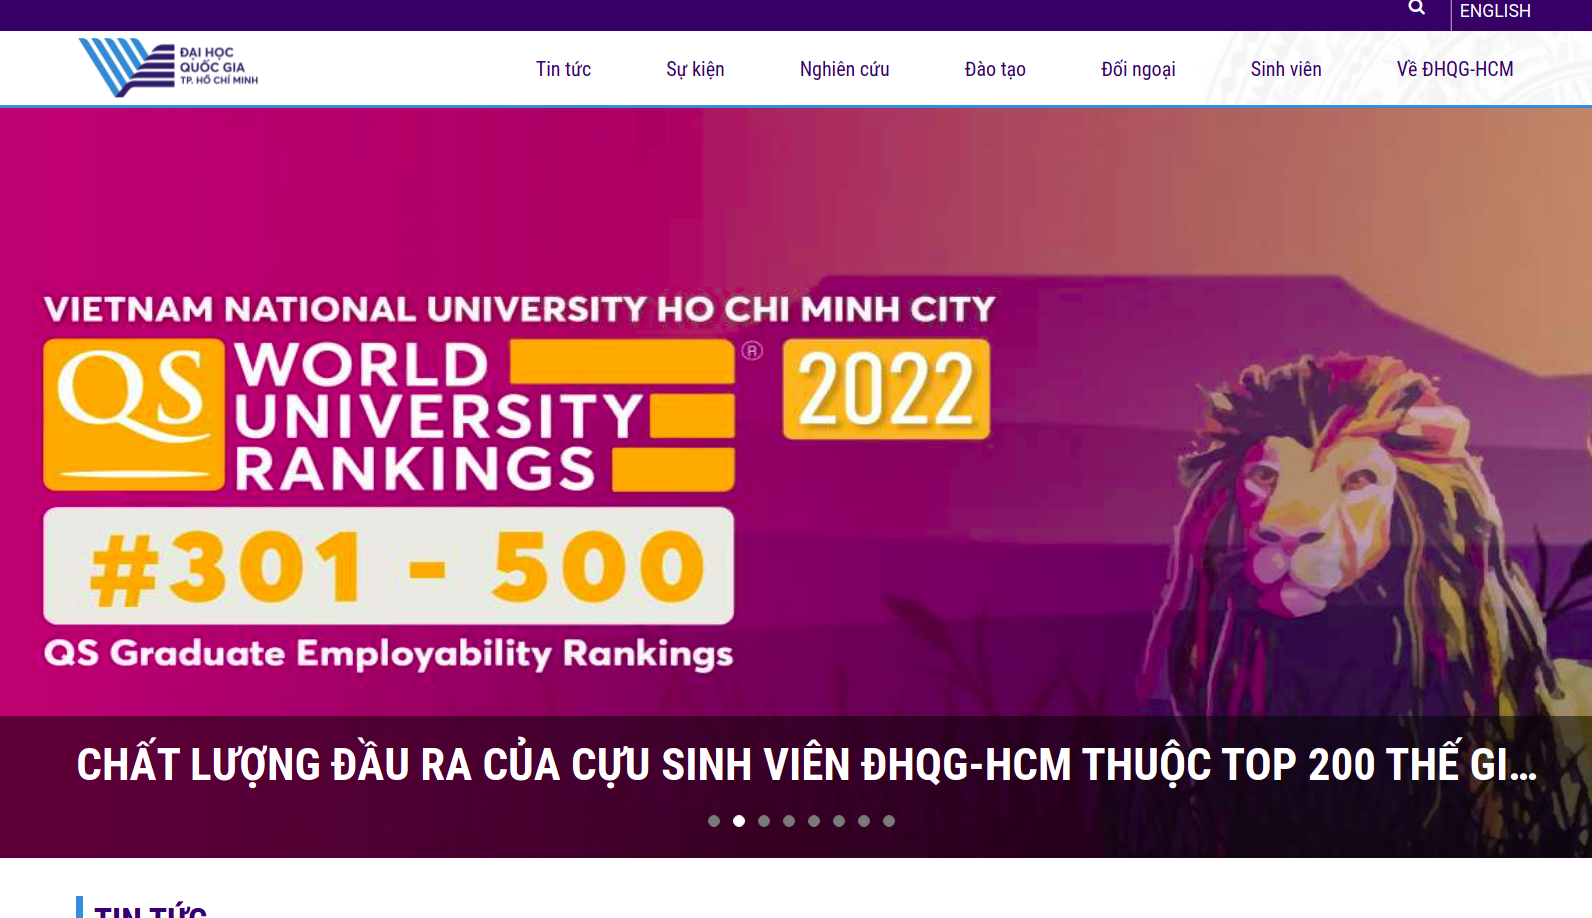 ENGLISH
ĐẠI HỌC
QUỐC GIA
TP. HỒ CHÍ MINH
Tin tức
Sự kiện
Nghiên cứu
Đào tạo
Đối ngoại
Sinh viên
Về ĐHQG-HCM
VIETNAM NATIONAL UNIVERSITY HO CHI MINH CITY
QS
WORLD
UNIVERSITY
RANKINGS
®
2022
#301 - 500
QS Graduate Employability Rankings
CHẤT LƯỢNG ĐẦU RA CỦA CỰU SINH VIÊN ĐHQG-HCM THUỘC TOP 200 THẾ GI...
TIN TỨC